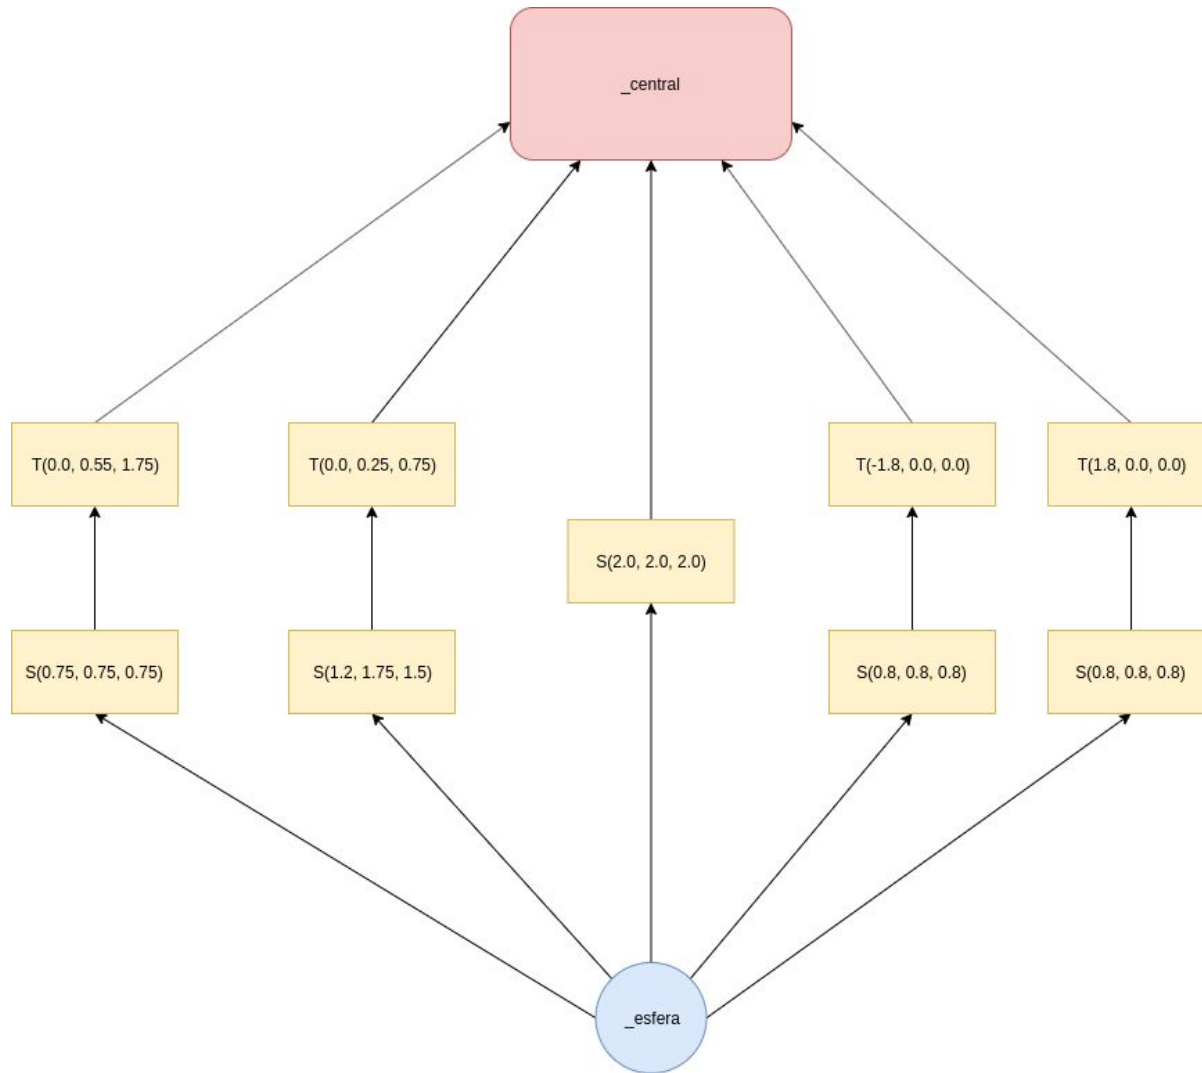 _central
T(0.0, 0.55, 1.75)
T(0.0, 0.25, 0.75)
T(-1.8, 0.0, 0.0)
T(1.8, 0.0, 0.0)
S(2.0, 2.0, 2.0)
S(0.75, 0.75, 0.75)
S(1.2, 1.75, 1.5)
S(0.8, 0.8, 0.8)
S(0.8, 0.8, 0.8)
_esfera